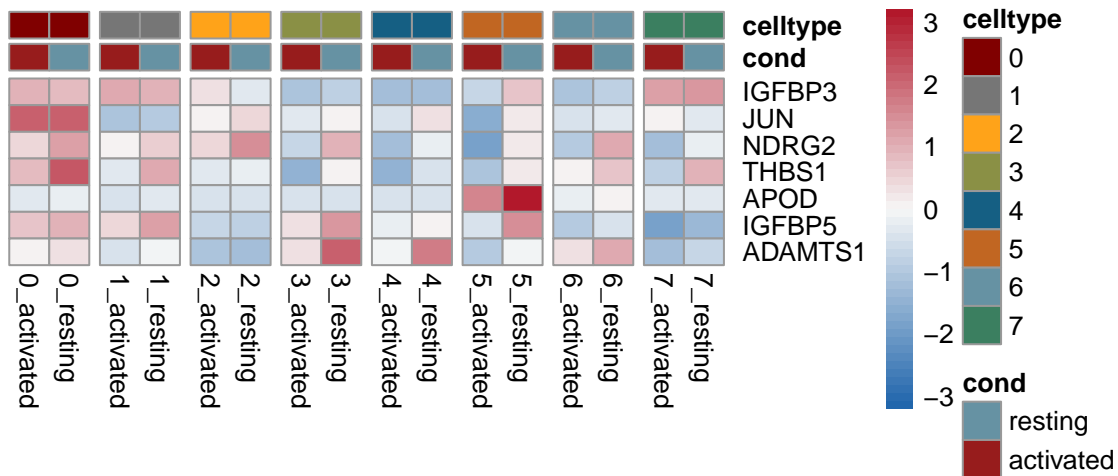 celltype
cond
IGFBP3
JUN
NDRG2
THBS1
APOD
IGFBP5
ADAMTS1
0_activated
0_resting
1_activated
1_resting
2_activated
2_resting
3_activated
3_resting
4_activated
4_resting
5_activated
5_resting
6_activated
6_resting
7_activated
7_resting
3
2
1
0
−1
−2
−3
celltype
0
1
2
3
4
5
6
7
cond
resting
activated